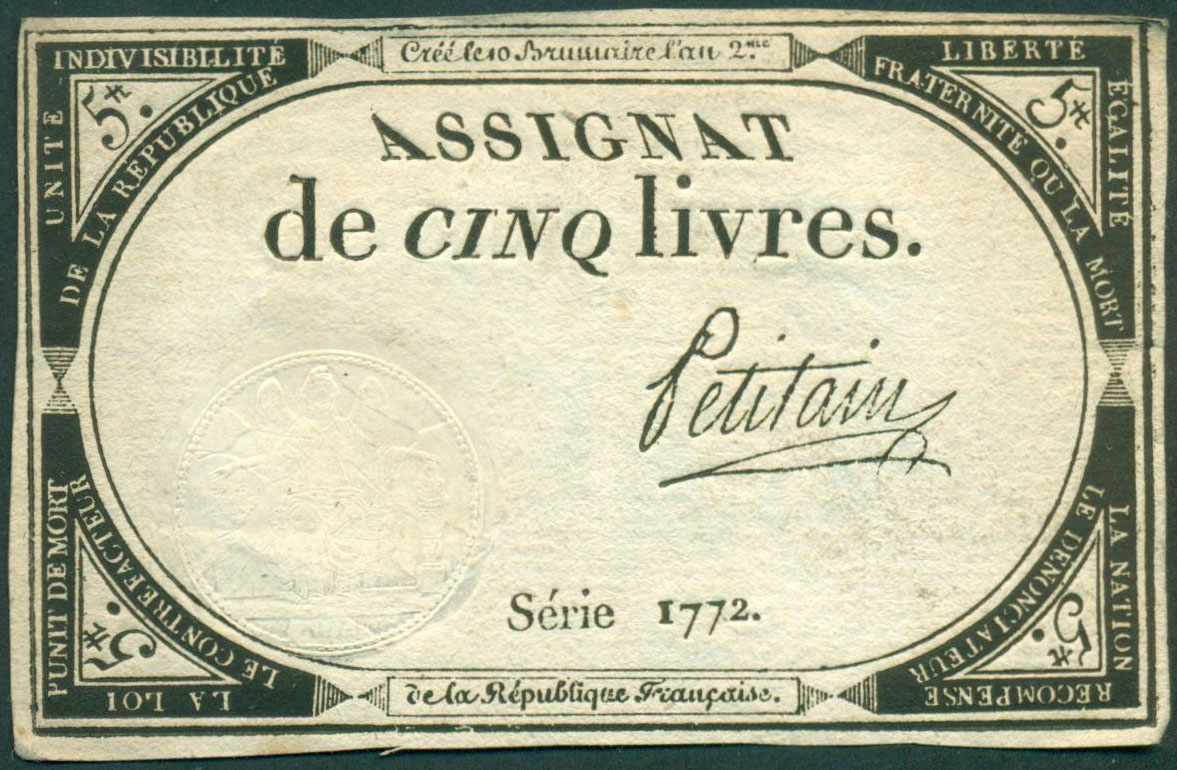 Créé le 10 Brumaire l'an 2.me
UNITÉ
INDIVISIBILITÉ
DE LA RÉPUBLIQUE
5₶.
LIBERTÉ
ÉGALITÉ
FRATERNITÉ OU LA MORT
5₶.
ASSIGNAT
de CINQ livres.
Petitain
Série 1772.
LA LOI
PUNIT DE MORT
LE CONTREFACTEUR
5₶.
LA NATION
RÉCOMPENSE
LE DÉNONCIATEUR
5₶.
de la République Française.